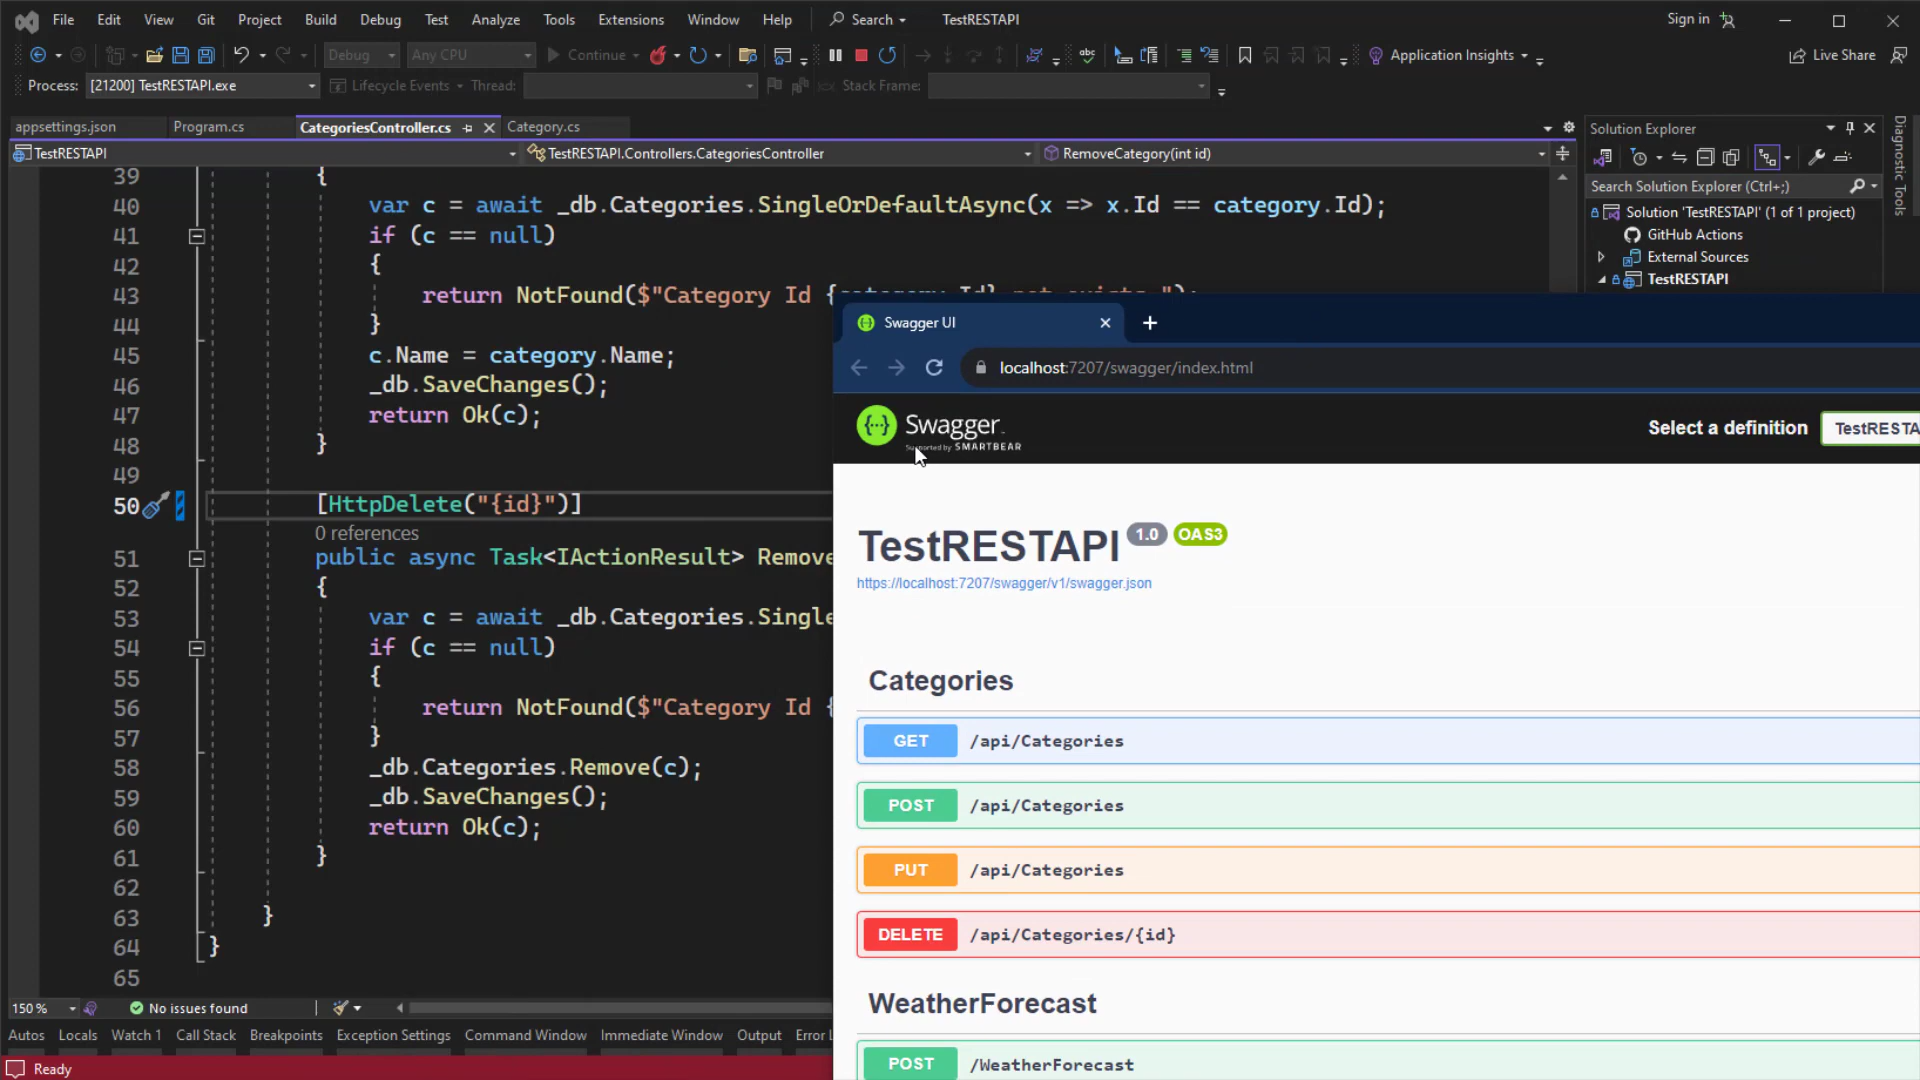 File Edit View Git Project Build Debug Test Analyze Tools Extensions Window Help Search TestRESTAPI Sign in
Debug Any CPU Continue Application Insights Live Share
Process: [21200] TestRESTAPI.exe Lifecycle Events Thread: Stack Frame:
appsettings.json Program.cs CategoriesController.cs Category.cs
TestRESTAPI TestRESTAPI.Controllers.CategoriesController RemoveCategory(int id)
39 {
40 var c = await _db.Categories.SingleOrDefaultAsync(x => x.Id == category.Id);
41 if (c == null)
42 {
43 return NotFound($"Category Id {category.Id} not exists ");
44 }
45 c.Name = category.Name;
46 _db.SaveChanges();
47 return Ok(c);
48 }
49
50 [HttpDelete("{id}")]
0 references
51 public async Task<IActionResult> Remove
52 {
53 var c = await _db.Categories.Single
54 if (c == null)
55 {
56 return NotFound($"Category Id {
57 }
58 _db.Categories.Remove(c);
59 _db.SaveChanges();
60 return Ok(c);
61 }
62
63 }
64 }
65
150 % No issues found
Autos Locals Watch 1 Call Stack Breakpoints Exception Settings Command Window Immediate Window Output Error L
Ready
Solution Explorer
Search Solution Explorer (Ctrl+;)
Solution 'TestRESTAPI' (1 of 1 project)
GitHub Actions
External Sources
TestRESTAPI
Diagnostic Tools
Swagger UI
localhost:7207/swagger/index.html
Swagger
Supported by SMARTBEAR
Select a definition TestRESTA
TestRESTAPI 1.0 OAS3
https://localhost:7207/swagger/v1/swagger.json
Categories
GET /api/Categories
POST /api/Categories
PUT /api/Categories
DELETE /api/Categories/{id}
WeatherForecast
POST /WeatherForecast